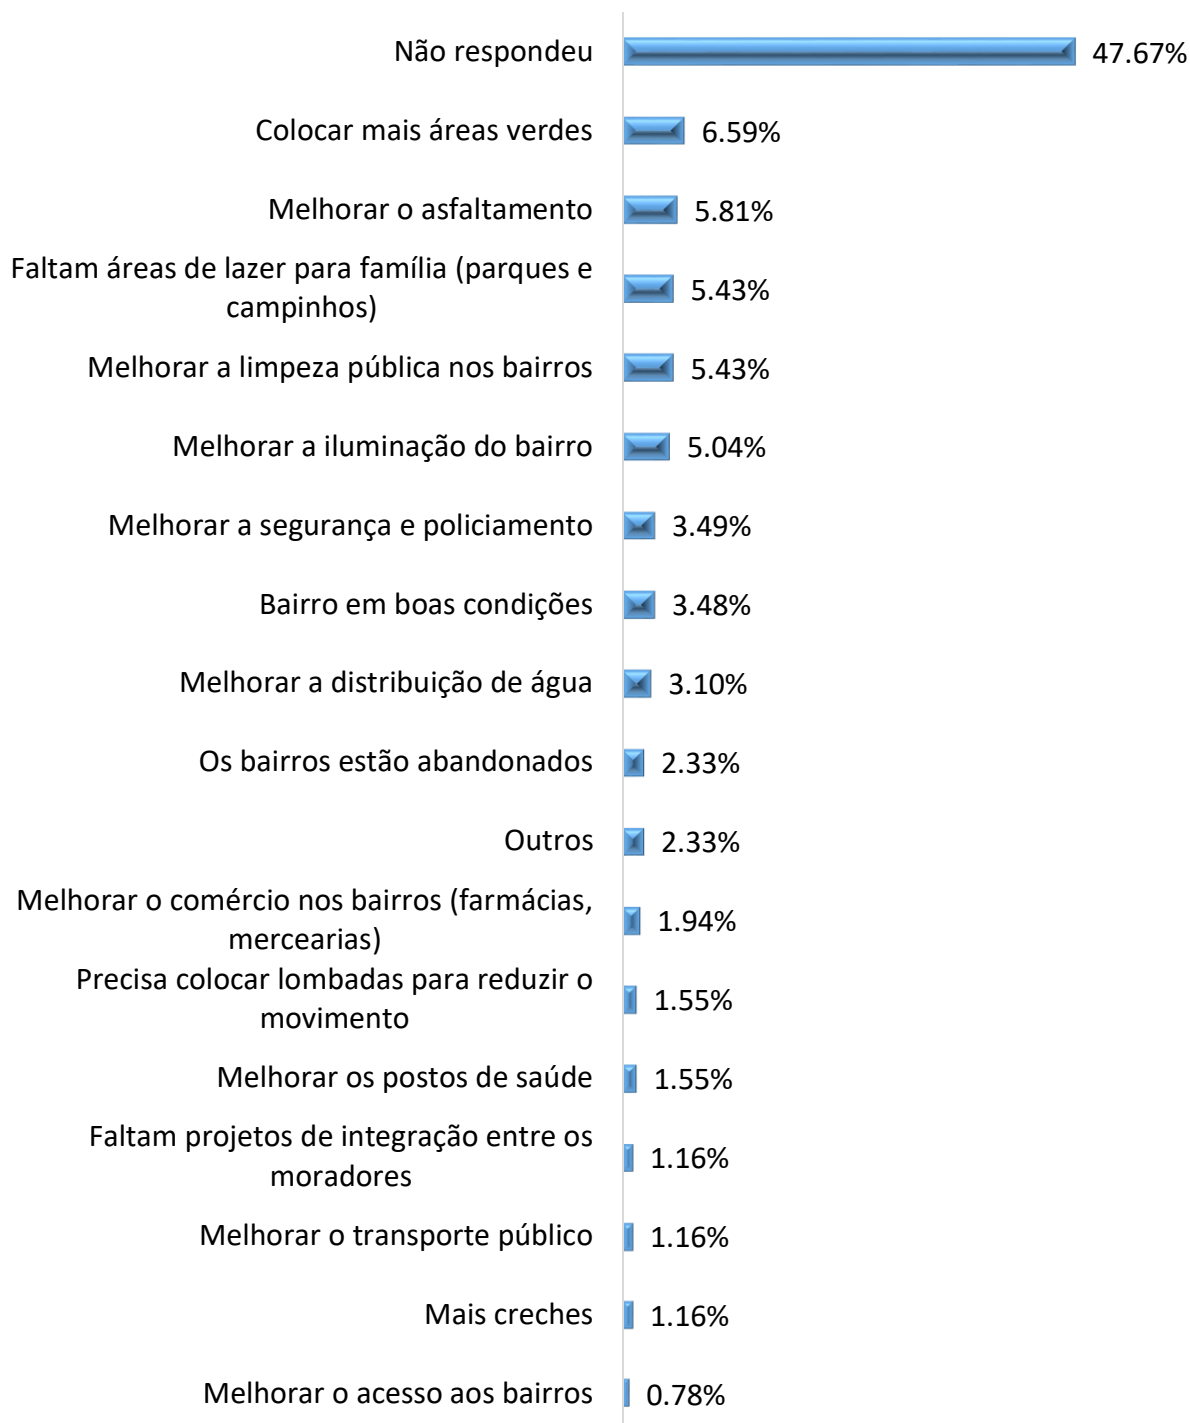 Não respondeu 47.67%
Colocar mais áreas verdes 6.59%
Melhorar o asfaltamento 5.81%
Faltam áreas de lazer para família (parques e
campinhos) 5.43%
Melhorar a limpeza pública nos bairros 5.43%
Melhorar a iluminação do bairro 5.04%
Melhorar a segurança e policiamento 3.49%
Bairro em boas condições 3.48%
Melhorar a distribuição de água 3.10%
Os bairros estão abandonados 2.33%
Outros 2.33%
Melhorar o comércio nos bairros (farmácias,
mercearias) 1.94%
Precisa colocar lombadas para reduzir o
movimento 1.55%
Melhorar os postos de saúde 1.55%
Faltam projetos de integração entre os
moradores 1.16%
Melhorar o transporte público 1.16%
Mais creches 1.16%
Melhorar o acesso aos bairros 0.78%